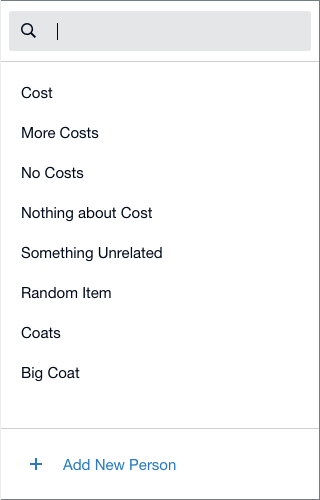 Cost
More Costs
No Costs
Nothing about Cost
Something Unrelated
Random Item
Coats
Big Coat
Add New Person